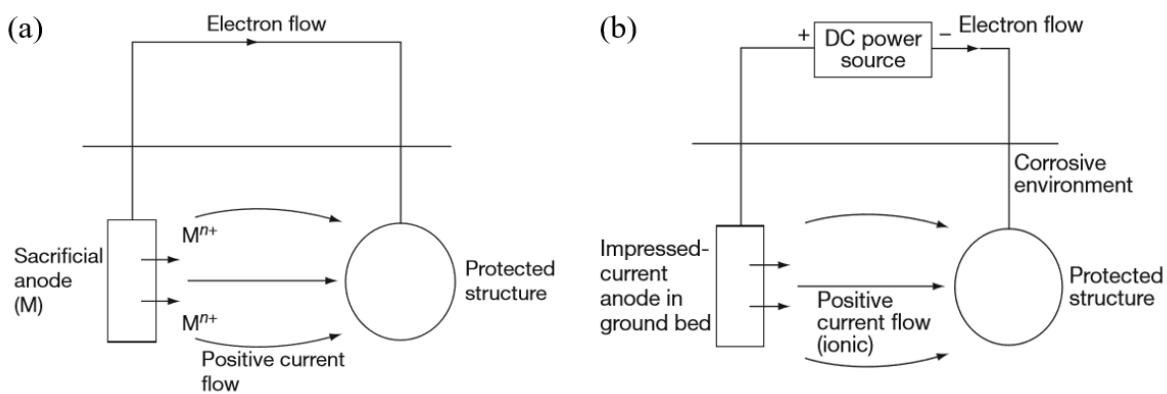 (a)
Electron flow
Sacrificial
anode
(M)
Mn+
Mn+
Positive current
flow
Protected
structure
(b)
+
DC power
source
–
Electron flow
Corrosive
environment
Impressed-
current
anode in
ground bed
Positive
current flow
(ionic)
Protected
structure